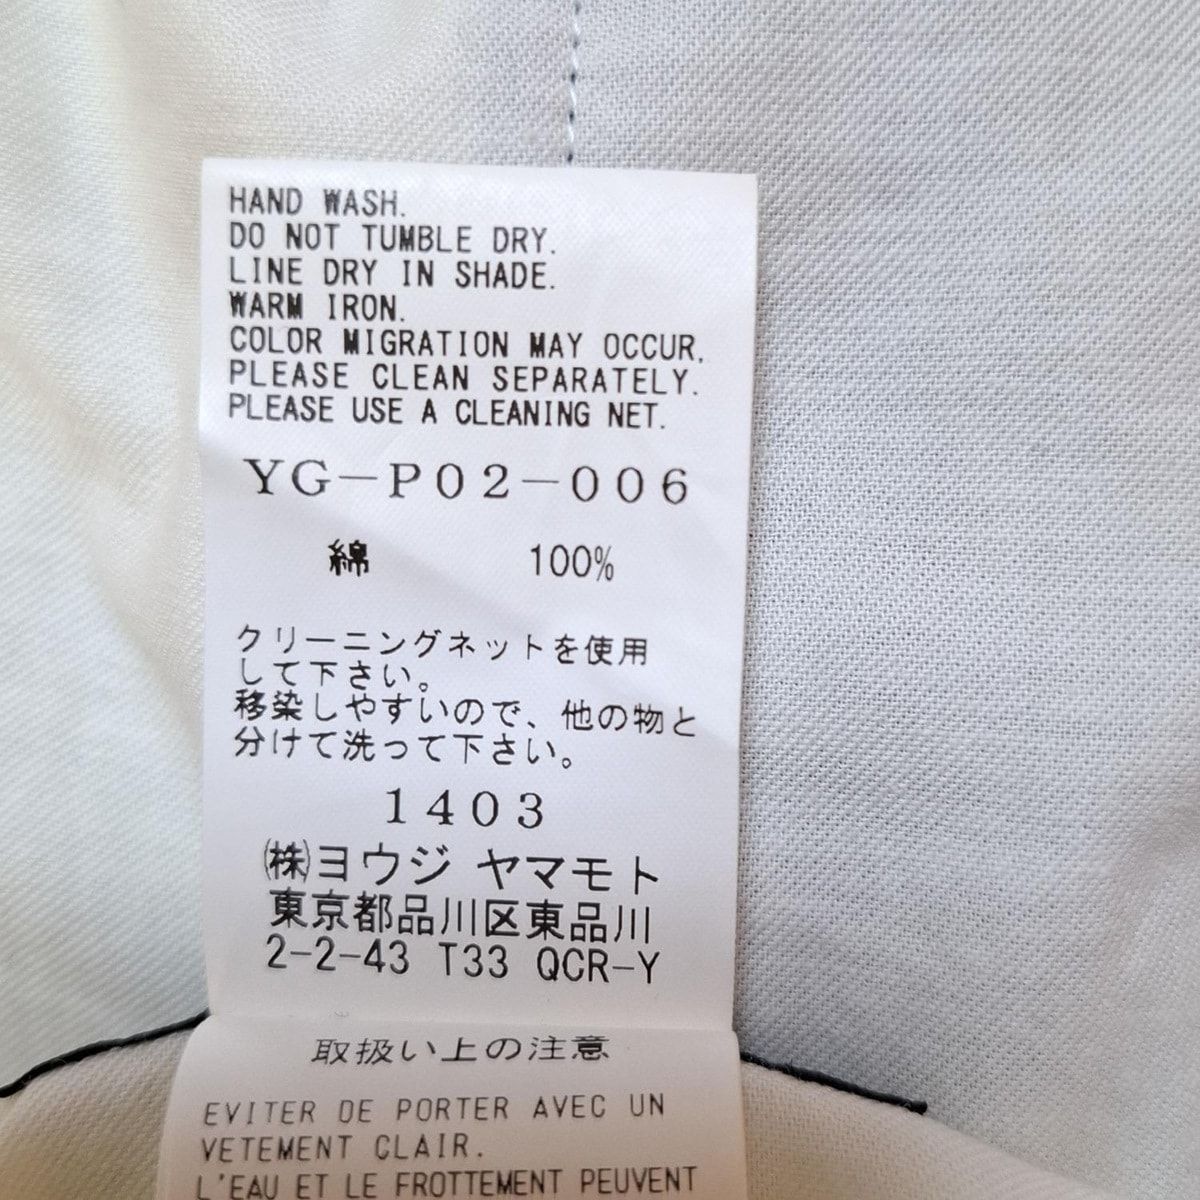 HAND WASH.
DO NOT TUMBLE DRY.
LINE DRY IN SHADE.
WARM IRON.
COLOR MIGRATION MAY OCCUR.
PLEASE CLEAN SEPARATELY.
PLEASE USE A CLEANING NET.
YG-P02-006
綿 100%
クリーニングネットを使用
して下さい。
移染しやすいので、他の物と
分けて洗って下さい。
1403
㈱ヨウジ ヤマモト
東京都品川区東品川
2-2-43 T33 QCR-Y
取扱い上の注意
EVITER DE PORTER AVEC UN
VETEMENT CLAIR.
L'EAU ET LE FROTTEMENT PEUVENT